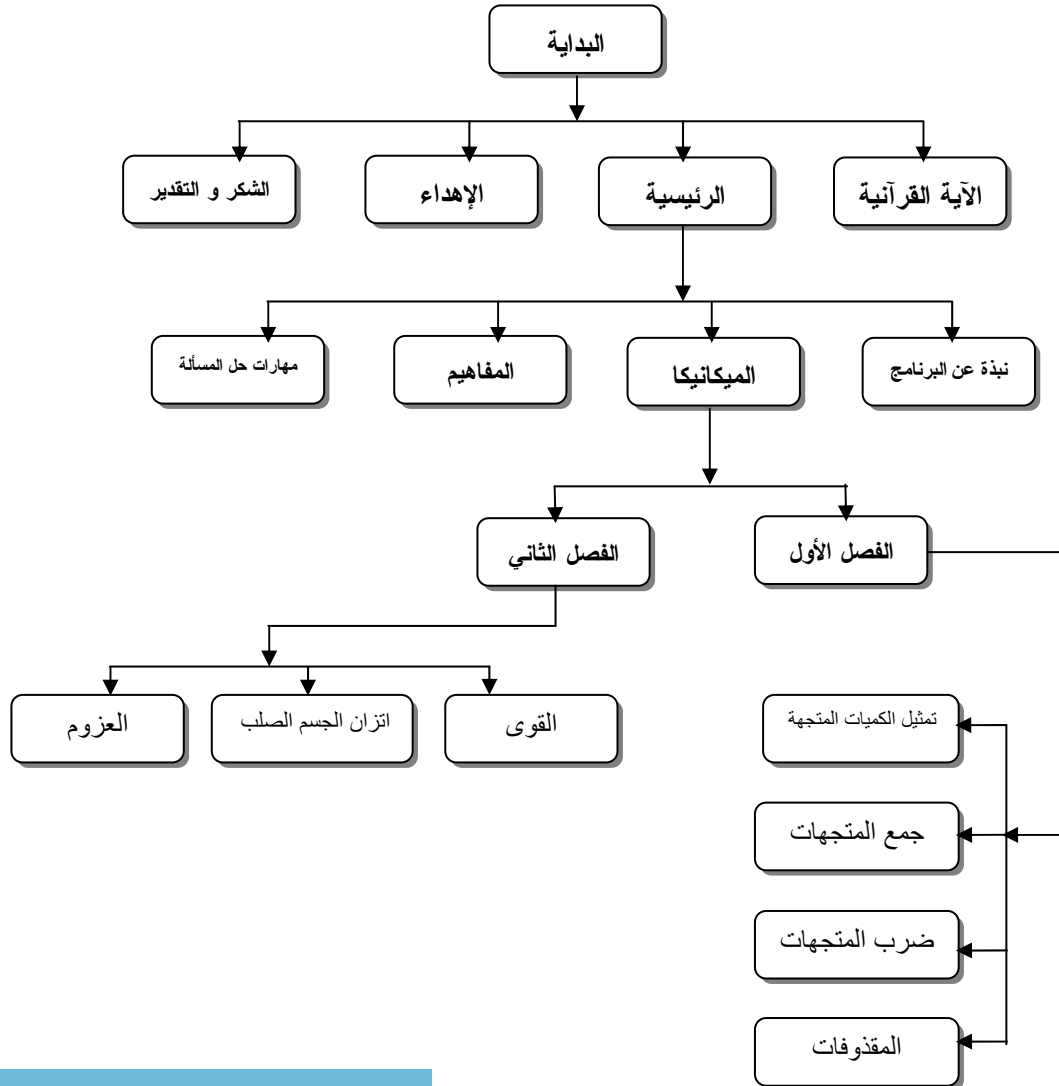 البداية
الآية القرآنية
الرئيسية
الإهداء
الشكر و التقدير
نبذة عن البرنامج
الميكانيكا
المفاهيم
مهارات حل المسألة
الفصل الأول
الفصل الثاني
القوى
اتزان الجسم الصلب
العزوم
تمثيل الكميات المتجهة
جمع المتجهات
ضرب المتجهات
المقذوفات